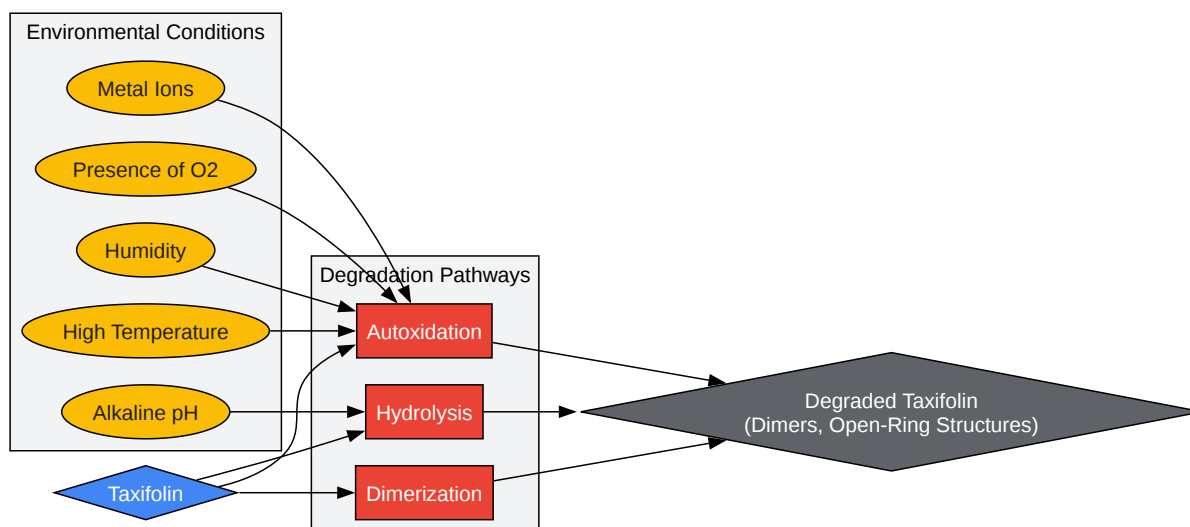 Environmental Conditions
Metal Ions
Presence of O2
Humidity
High Temperature
Alkaline pH
Taxifolin
Degradation Pathways
Autoxidation
Hydrolysis
Dimerization
Degraded Taxifolin
(Dimers, Open-Ring Structures)